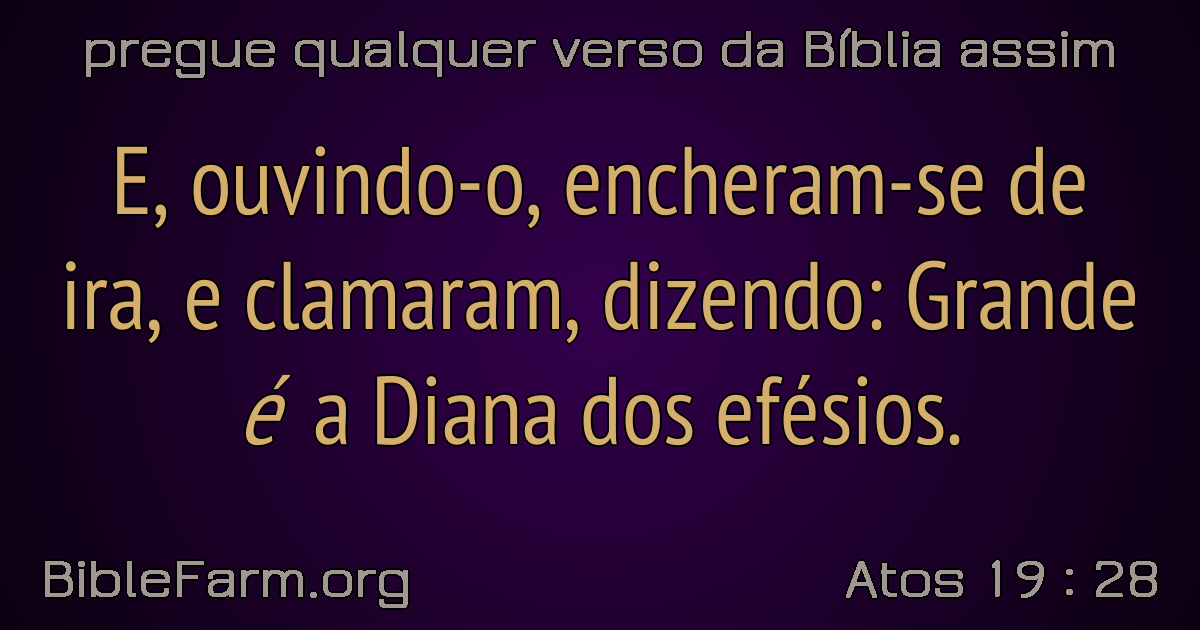 pregue qualquer verso da Bíblia assim
E, ouvindo-o, encheram-se de
ira, e clamaram, dizendo: Grande
é a Diana dos efésios.
BibleFarm.org
Atos 19 : 28